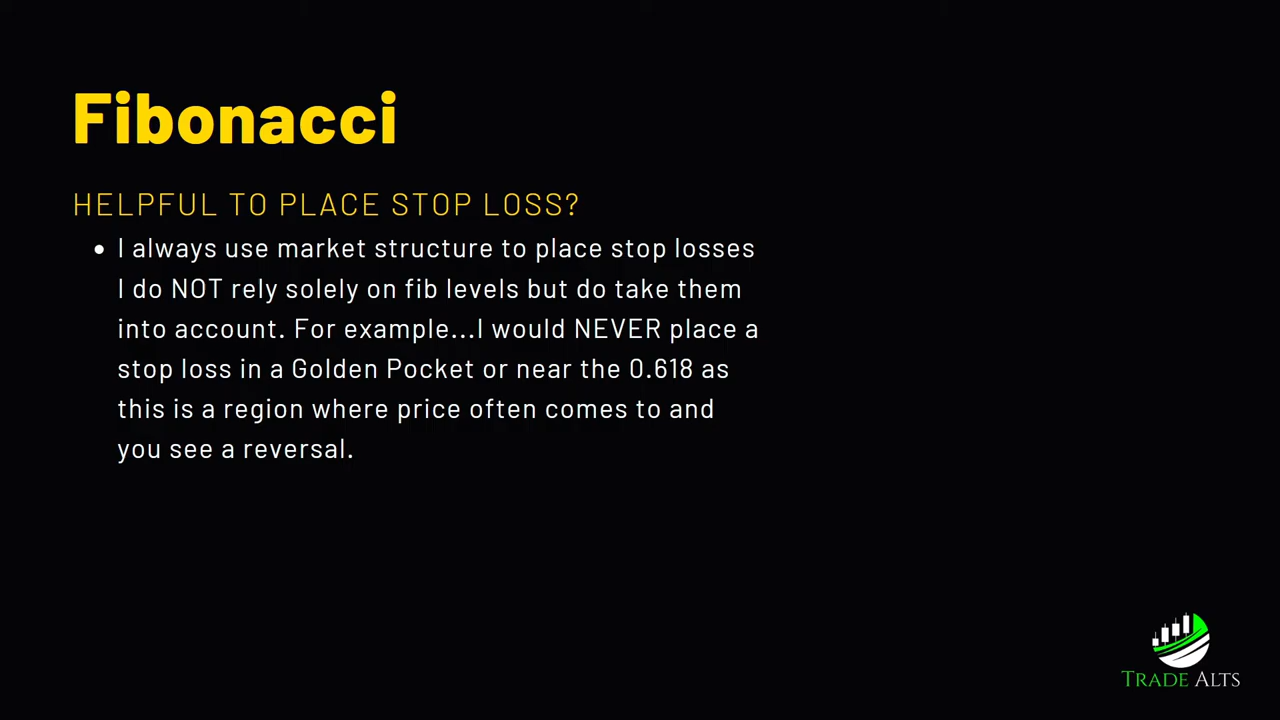 Fibonacci
HELPFUL TO PLACE STOP LOSS?
• I always use market structure to place stop losses
I do NOT rely solely on fib levels but do take them
into account. For example...I would NEVER place a
stop loss in a Golden Pocket or near the 0.618 as
this is a region where price often comes to and
you see a reversal.
TRADE ALTS